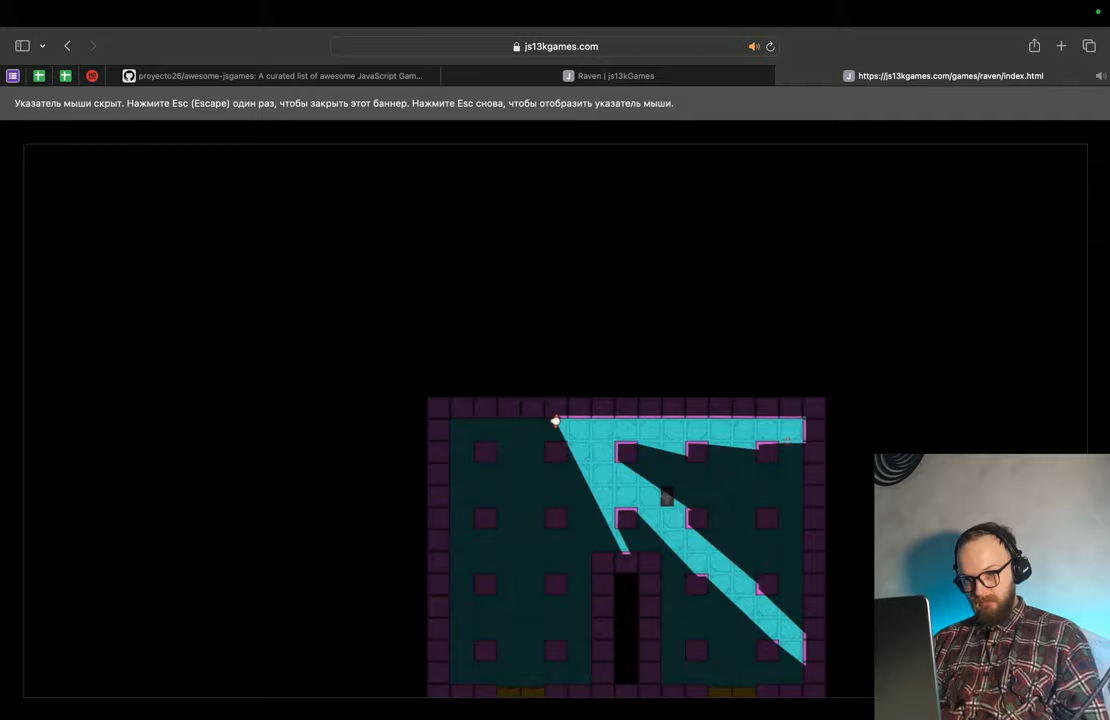 js13kgames.com
proyecto26/awesome-jsgames: A curated list of awesome JavaScript Gam...
J Raven | js13kGames
J https://js13kgames.com/games/raven/index.html
Указатель мыши скрыт. Нажмите Esc (Escape) один раз, чтобы закрыть этот баннер. Нажмите Esc снова, чтобы отобразить указатель мыши.